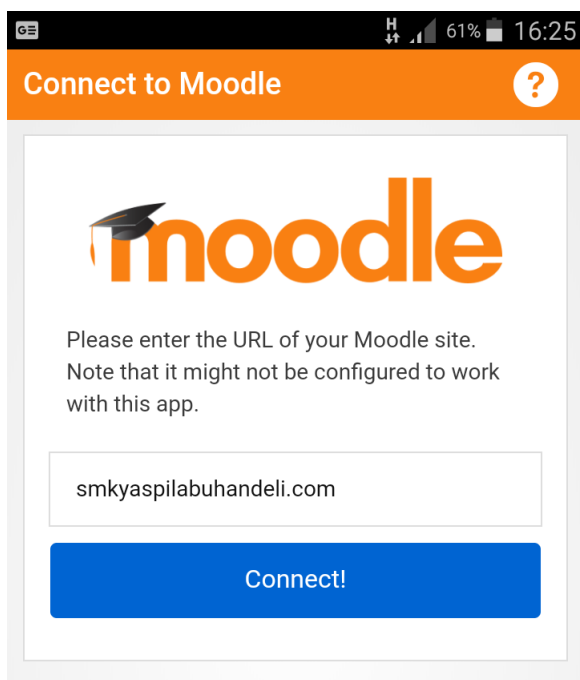 GE
H 61% 16:25
Connect to Moodle
?
moodle
Please enter the URL of your Moodle site.
Note that it might not be configured to work
with this app.
smkyaspilabuhandeli.com
Connect!